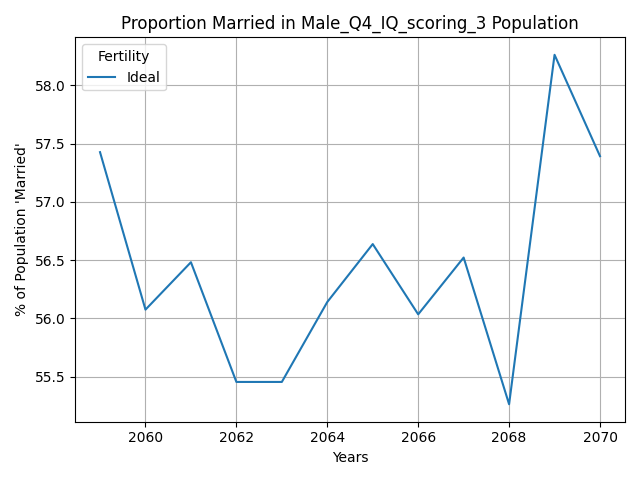 Proportion Married in Male_Q4_IQ_scoring_3 Population
Fertility
Ideal
% of Population 'Married'
58.0
57.5
57.0
56.5
56.0
55.5
2060 2062 2064 2066 2068 2070
Years